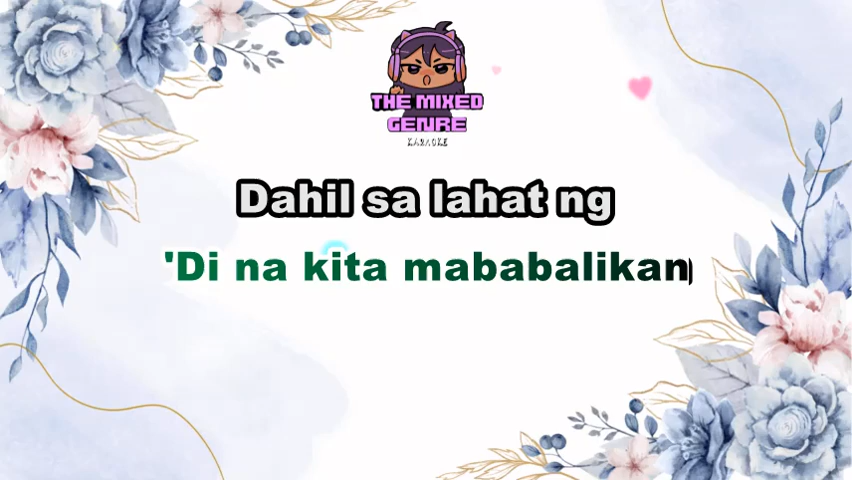 THE MIXED
GENRE
KARAOKE
Dahil sa lahat ng
'Di na kita mababalikan